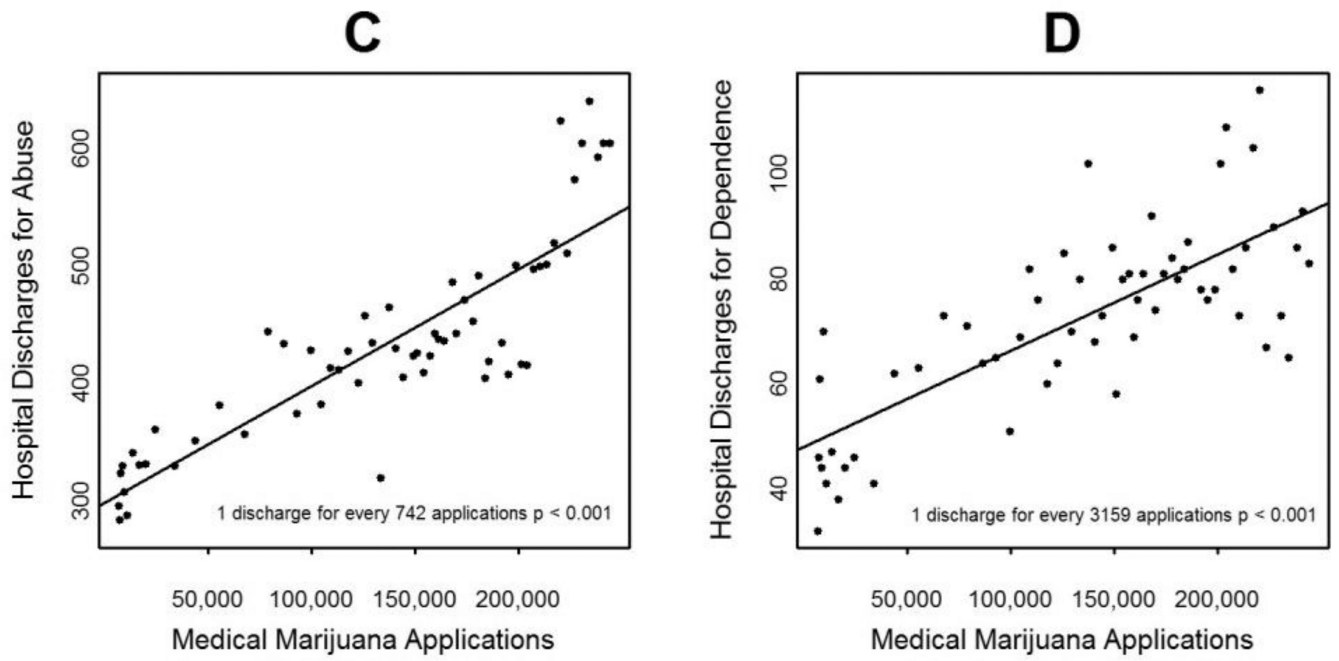 C
Hospital Discharges for Abuse
600
500
400
300
1 discharge for every 742 applications p < 0.001
50,000 100,000 150,000 200,000
Medical Marijuana Applications
D
Hospital Discharges for Dependence
100
80
60
40
1 discharge for every 3159 applications p < 0.001
50,000 100,000 150,000 200,000
Medical Marijuana Applications